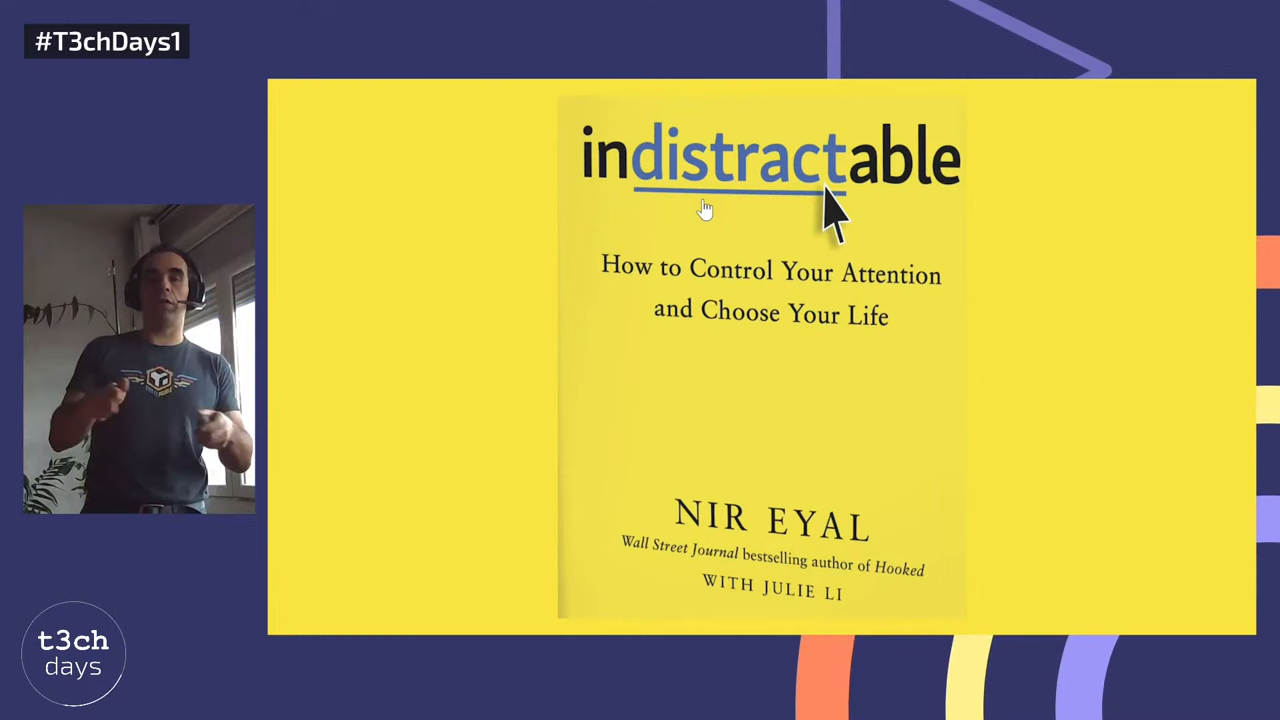 #T3chDays1
indistractable
How to Control Your Attention
and Choose Your Life
NIR EYAL
Wall Street Journal bestselling author of Hooked
WITH JULIE LI
t3ch
days